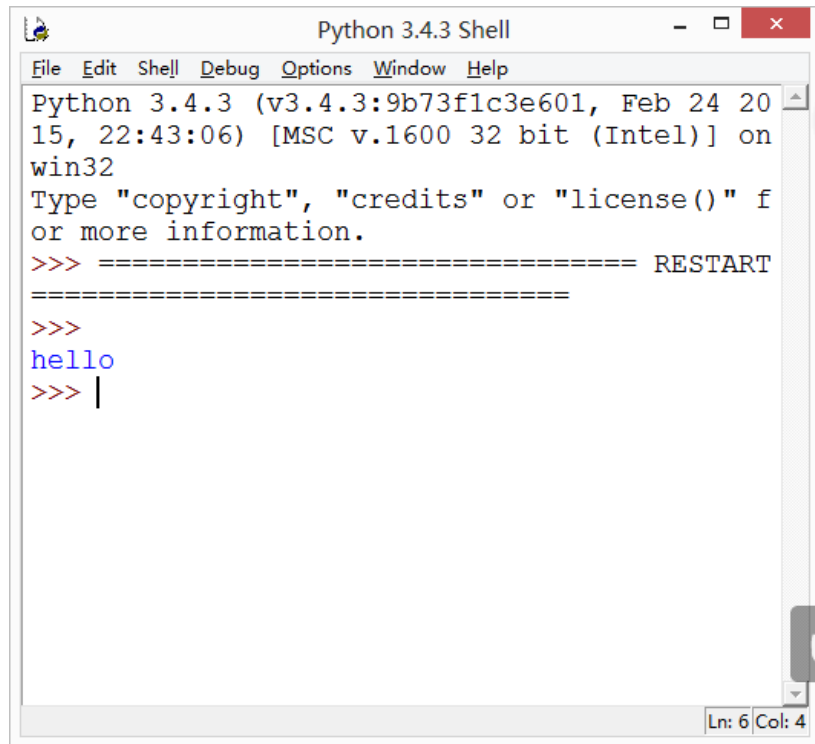 Python 3.4.3 Shell
File Edit Shell Debug Options Window Help
Python 3.4.3 (v3.4.3:9b73f1c3e601, Feb 24 20
15, 22:43:06) [MSC v.1600 32 bit (Intel)] on
win32
Type "copyright", "credits" or "license()" f
or more information.
>>> ================================ RESTART
================================
>>>
hello
>>>
Ln: 6 Col: 4